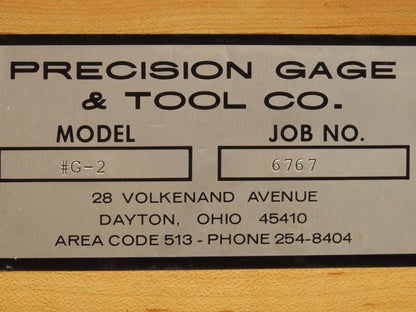 PRECISION GAGE
& TOOL CO.
MODEL JOB NO.
#G-2 6767
28 VOLKENAND AVENUE
DAYTON, OHIO 45410
AREA CODE 513 - PHONE 254-8404